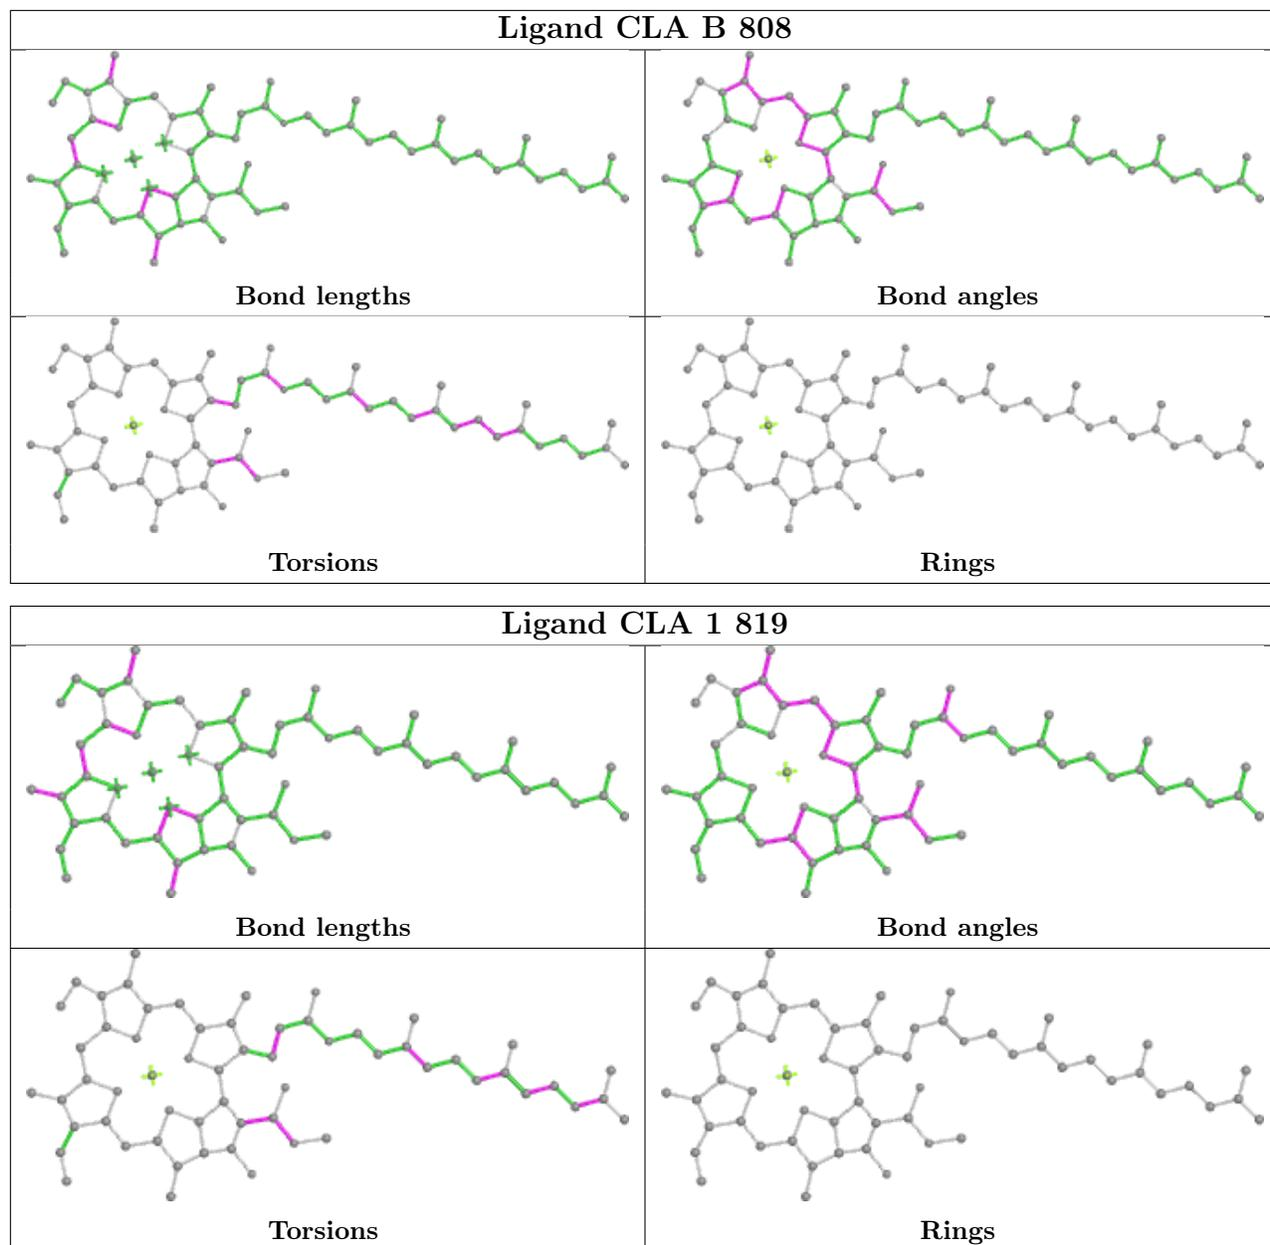 Ligand CLA B 808
Bond lengths
Bond angles
Torsions
Rings
Ligand CLA 1 819
Bond lengths
Bond angles
Torsions
Rings